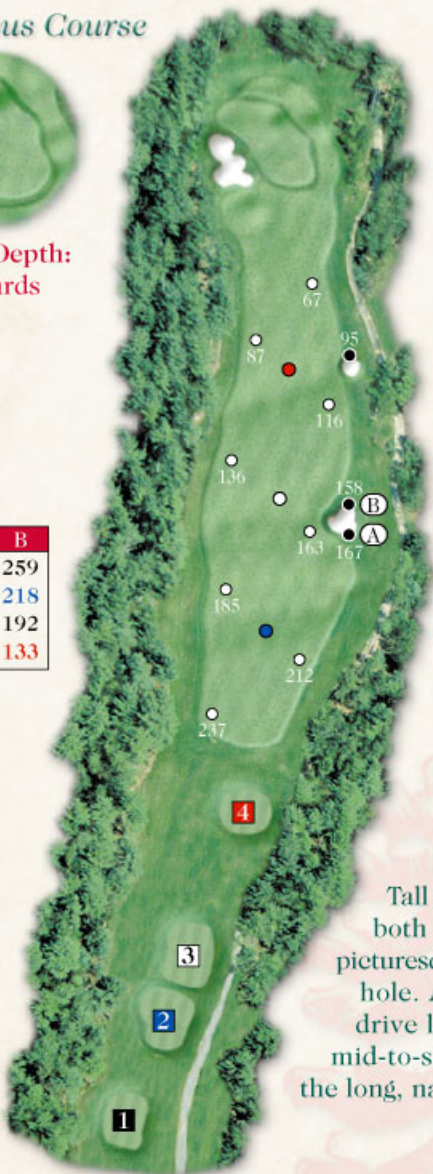 us Course
Depth:
rds
67
95
87
116
136
158 B
163 167 A
185
B
259
218
192
133
212
237
4
3
2
1
Tall
both
pictures
hole. A
drive l
mid-to-s
the long, na